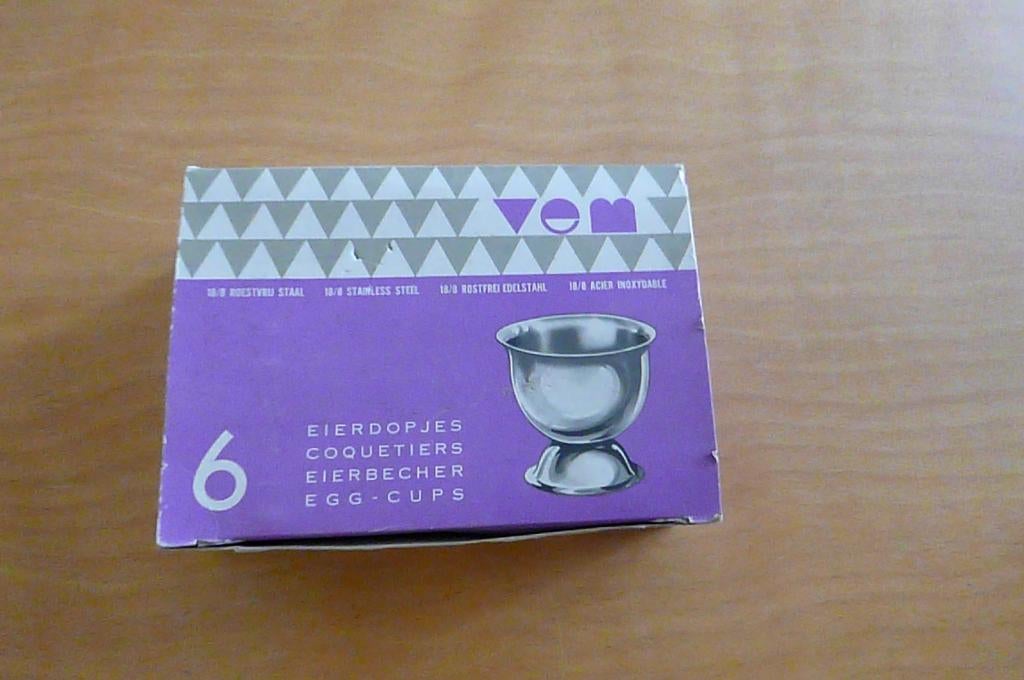 vem
18/8 ROESTVRIJ STAAL 18/8 STAINLESS STEEL 18/8 ROSTFREI EDELSTAHL 18/8 ACIER INOXYDABLE
6
EIERDOPJES
COQUETIERS
EIERBECHER
EGG-CUPS